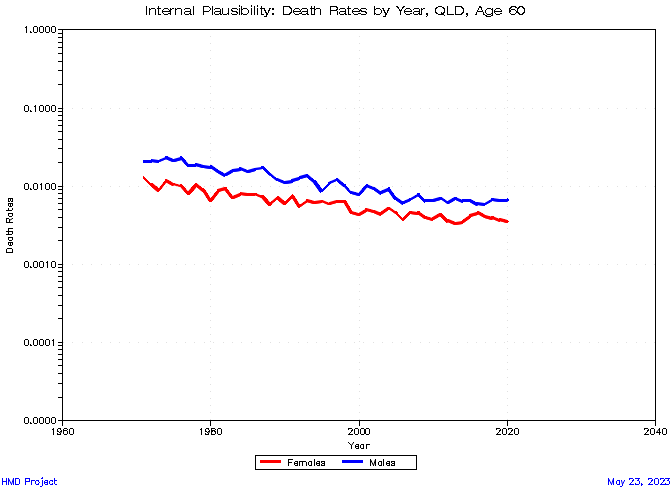 Internal Plausibility: Death Rates by Year, QLD, Age 60
1.0000
0.1000
0.0100
0.0010
0.0001
0.0000
Death Rates
1960 1980 2000 2020 2040
Year
Females Males
HMD Project May 23, 2023